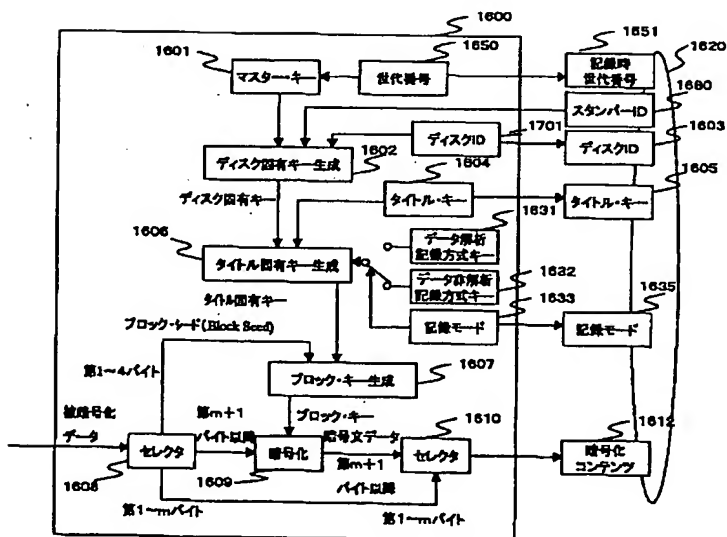 1600
1601
1650
1651
1620
マスター・キー
世代番号
記録時
世代番号
1680
スタンパーID
1701
1603
ディスクID
ディスクID
1602
ディスク固有キー生成
1604
1605
ディスク固有キー
タイトル・キー
タイトル・キー
1606
1631
データ解析
記録方式キー
タイトル固有キー生成
1632
データ非解析
記録方式キー
タイトル固有キー
1633
1635
記録モード
記録モード
ブロック・シード(Block Seed)
第1~4バイト
1607
ブロック・キー生成
被暗号化
データ
第m+1
バイト以降
ブロック・キー
暗号文データ
1610
1612
セレクタ
暗号化
セレクタ
暗号化
コンテンツ
1608
1609
第m+1
バイト以降
第1~mバイト
第1~mバイト